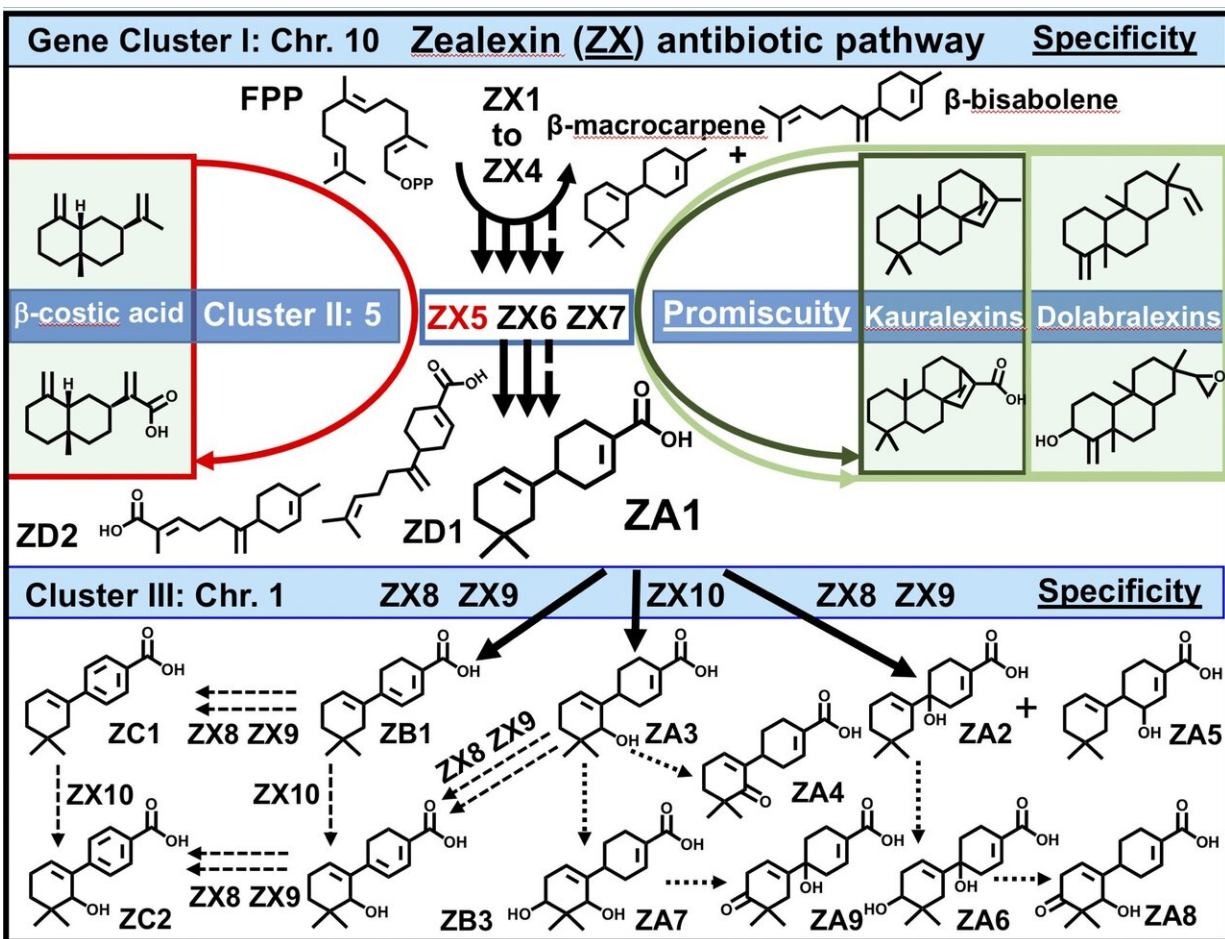 Gene Cluster I: Chr. 10 Zealexin (ZX) antibiotic pathway Specificity
FPP
OPP
ZX1
to
ZX4
β-macrocarpene
+
β-bisabolene
H
β-costic acid
Cluster II: 5
ZX5 ZX6 ZX7
Promiscuity
Kauralexins
Dolabralexins
H
O
OH
O
OH
O
OH
O
OH
O
HO
O
HO
ZD2
ZD1
ZA1
Cluster III: Chr. 1 ZX8 ZX9 ZX10 ZX8 ZX9 Specificity
O
OH
ZC1
ZX8 ZX9
O
OH
ZB1
O
OH
OH
ZA3
O
OH
O
ZA4
O
OH
OH
ZA2
+
O
OH
OH
ZA5
ZX8 ZX9
ZX10
ZX10
O
OH
OH
ZC2
ZX8 ZX9
O
OH
OH
ZB3
O
OH
HO
OH
ZA7
O
OH
OH
O
ZA9
O
OH
OH
HO
ZA6
O
OH
O
OH
ZA8